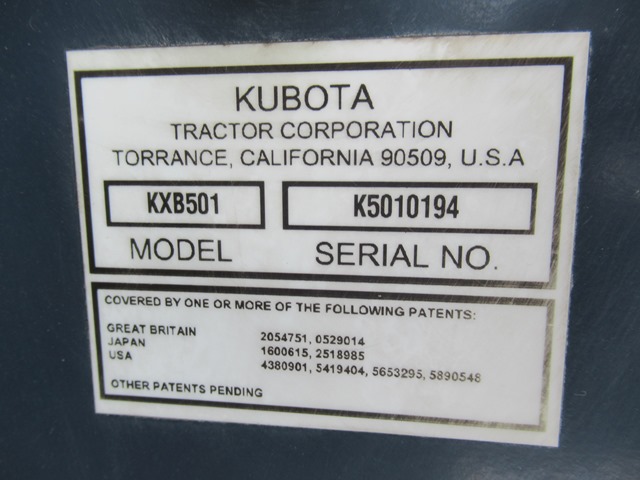 KUBOTA
TRACTOR CORPORATION
TORRANCE, CALIFORNIA 90509, U.S.A
KXB501 K5010194
MODEL SERIAL NO.
COVERED BY ONE OR MORE OF THE FOLLOWING PATENTS:
GREAT BRITAIN 2054751, 0529014
JAPAN 1600615, 2518985
USA 4380901, 5419404, 5653295, 5890548
OTHER PATENTS PENDING